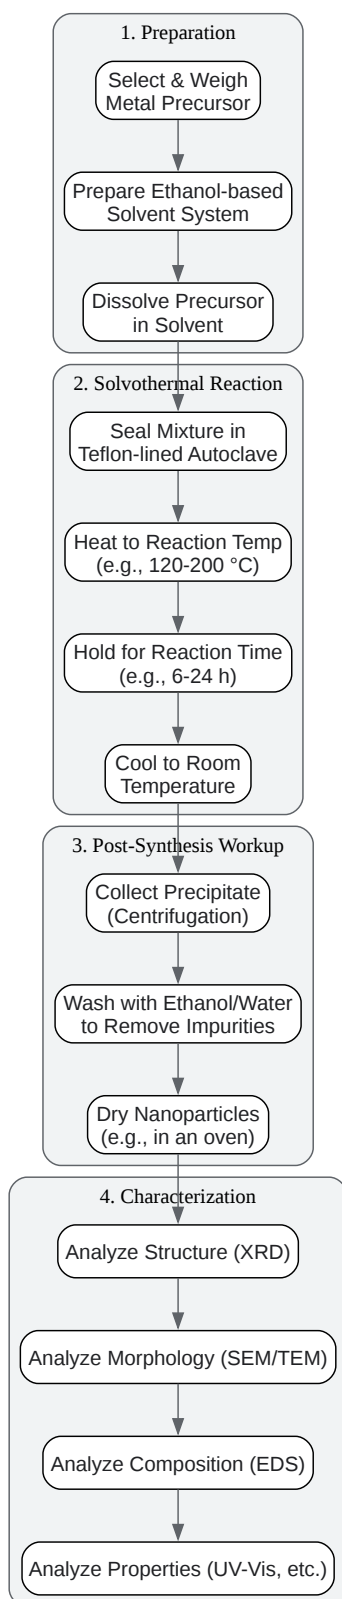 1. Preparation
Select & Weigh
Metal Precursor
Prepare Ethanol-based
Solvent System
Dissolve Precursor
in Solvent
2. Solvothermal Reaction
Seal Mixture in
Teflon-lined Autoclave
Heat to Reaction Temp
(e.g., 120-200 °C)
Hold for Reaction Time
(e.g., 6-24 h)
Cool to Room
Temperature
3. Post-Synthesis Workup
Collect Precipitate
(Centrifugation)
Wash with Ethanol/Water
to Remove Impurities
Dry Nanoparticles
(e.g., in an oven)
4. Characterization
Analyze Structure (XRD)
Analyze Morphology (SEM/TEM)
Analyze Composition (EDS)
Analyze Properties (UV-Vis, etc.)